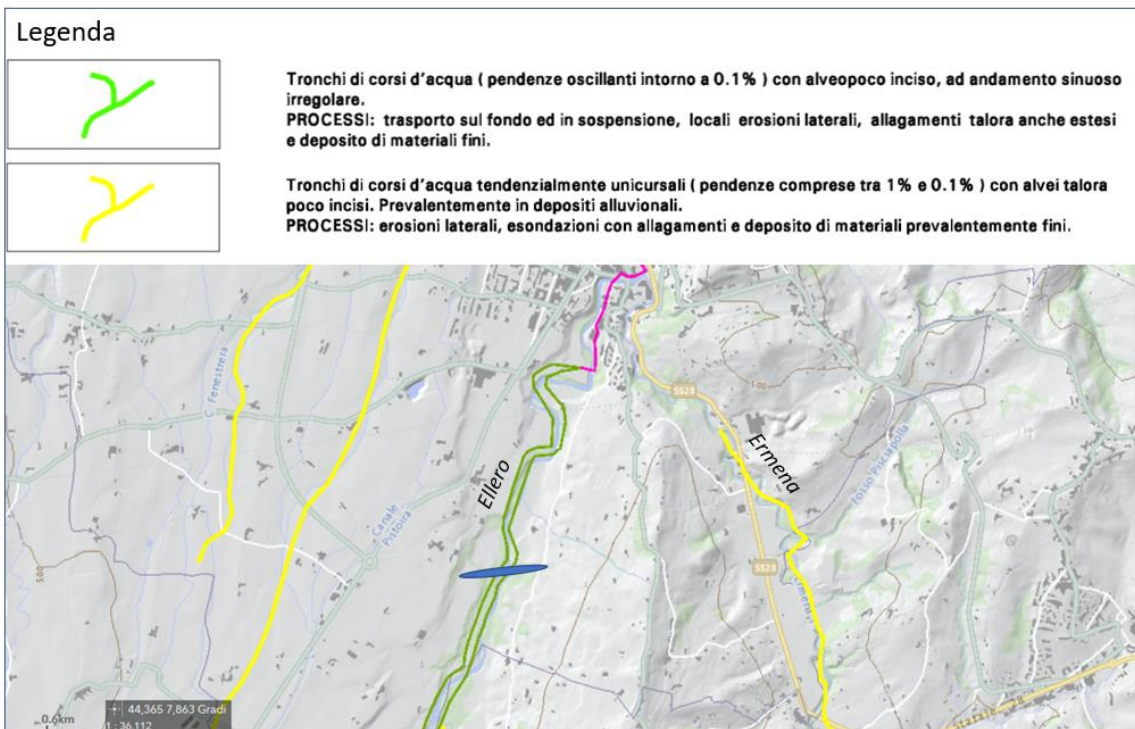 Legenda
Tronchi di corsi d'acqua ( pendenze oscillanti intorno a 0.1% ) con alveopoco inciso, ad andamento sinuoso
irregolare.
PROCESSI: trasporto sul fondo ed in sospensione, locali erosioni laterali, allagamenti talora anche estesi
e deposito di materiali fini.
Tronchi di corsi d'acqua tendenzialmente unicursali ( pendenze comprese tra 1% e 0.1% ) con alvei talora
poco incisi. Prevalentemente in depositi alluvionali.
PROCESSI: erosioni laterali, esondazioni con allagamenti e deposito di materiali prevalentemente fini.
C. Fenestrera
SS28
500
Ellero
Ermena
Fosso Pisciapolla
Canale
Pistoira
SS28
500
Ermena
0.6km
44,365 7,863 Gradi
1 : 36.112